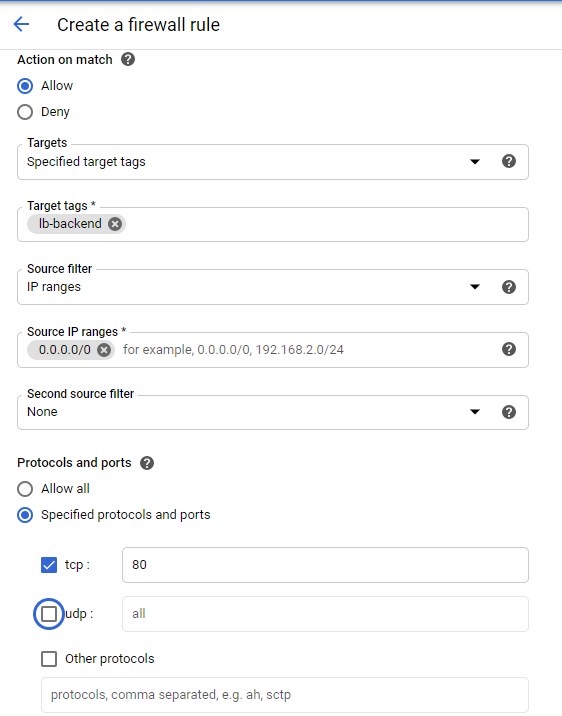 Create a firewall rule
Action on match
Allow
Deny
Targets
Specified target tags
Target tags *
lb-backend
Source filter
IP ranges
Source IP ranges *
0.0.0.0/0 for example, 0.0.0.0/0, 192.168.2.0/24
Second source filter
None
Protocols and ports
Allow all
Specified protocols and ports
tcp : 80
udp : all
Other protocols
protocols, comma separated, e.g. ah, sctp